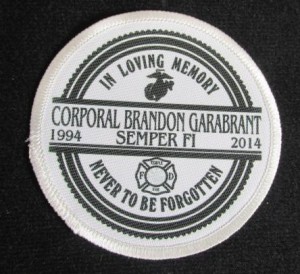 IN LOVING MEMORY
CORPORAL BRANDON GARABRANT
1994 SEMPER FI 2014
F D
NEVER TO BE FORGOTTEN